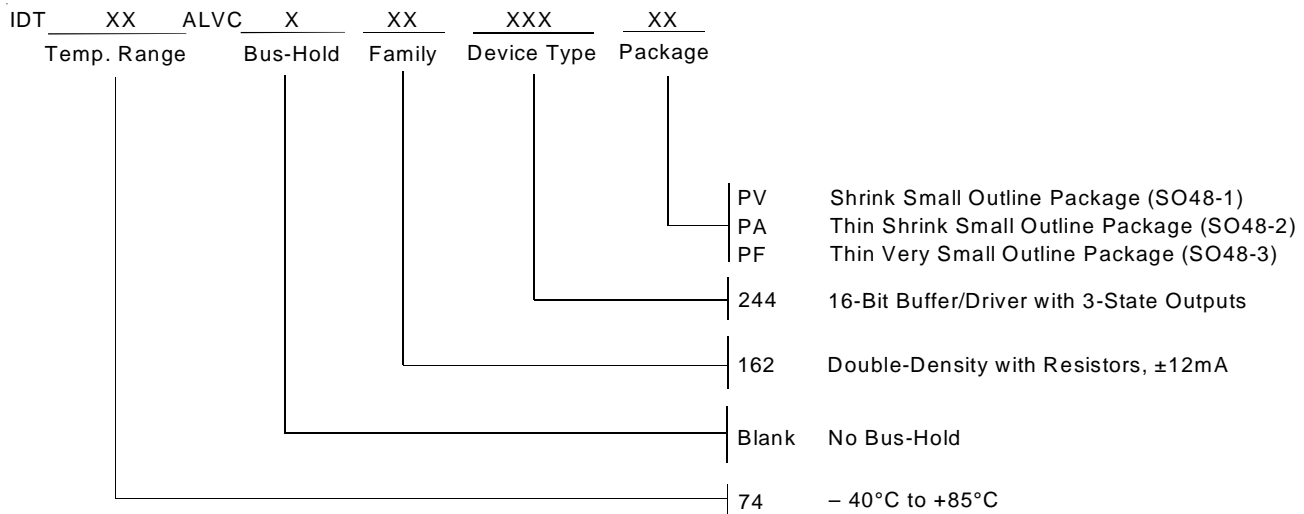 IDT XX ALVC X XX XXX XX
Temp. Range Bus-Hold Family Device Type Package
PV Shrink Small Outline Package (SO48-1)
PA Thin Shrink Small Outline Package (SO48-2)
PF Thin Very Small Outline Package (SO48-3)
244 16-Bit Buffer/Driver with 3-State Outputs
162 Double-Density with Resistors, ±12mA
Blank No Bus-Hold
74 – 40°C to +85°C